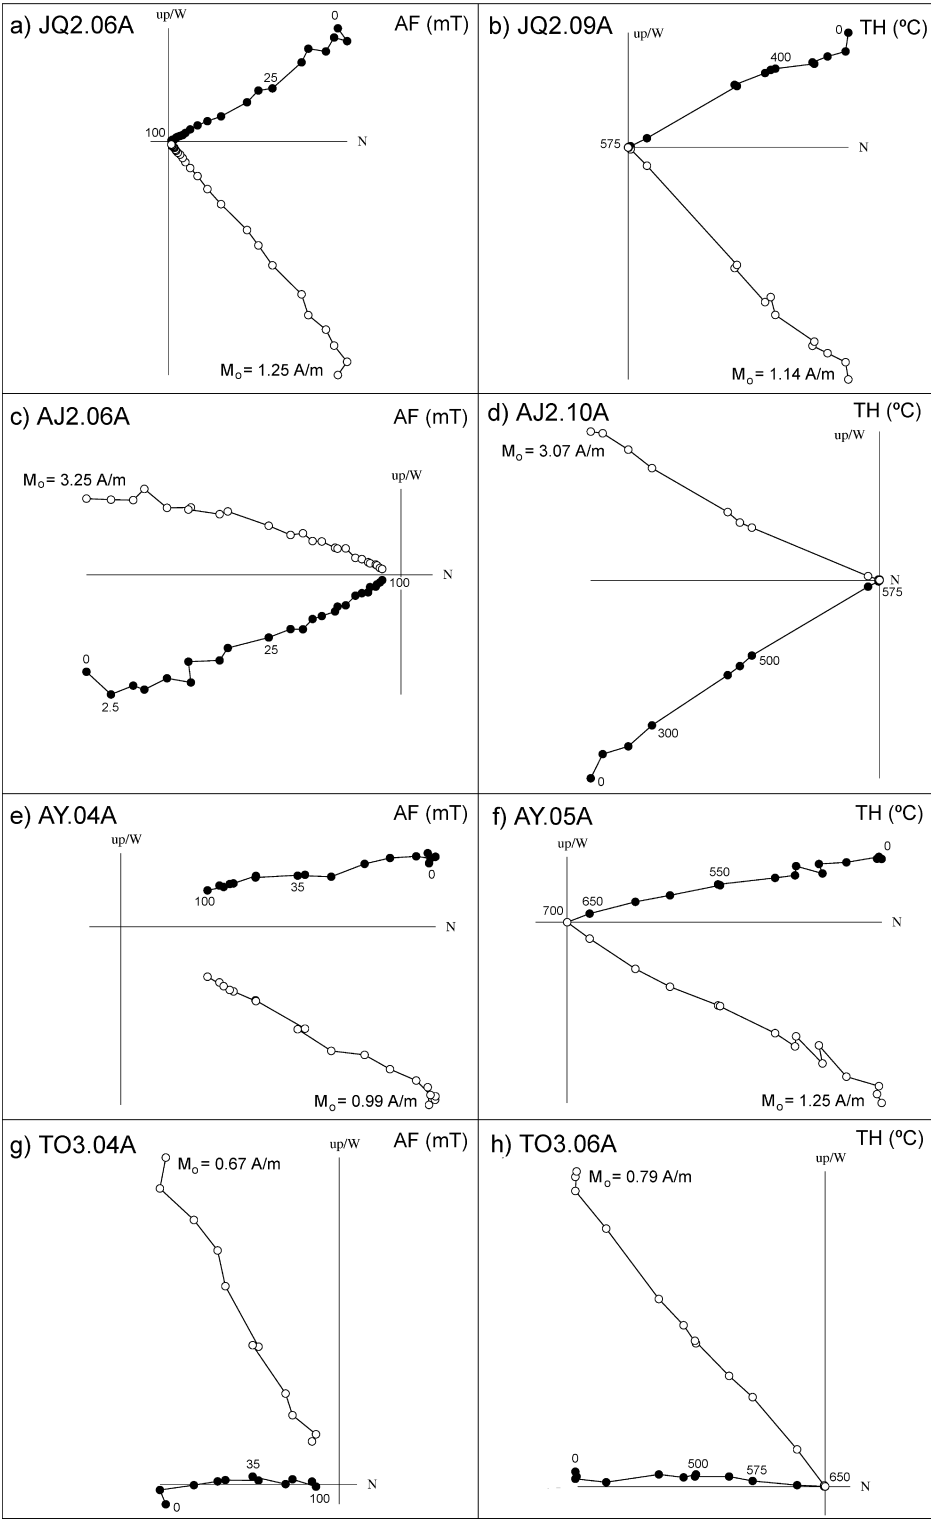 a) JQ2.06A
AF (mT)
up/W
0
25
100
N
Mo = 1.25 A/m
b) JQ2.09A
TH (ºC)
up/W
0
400
575
N
Mo = 1.14 A/m
c) AJ2.06A
AF (mT)
up/W
Mo = 3.25 A/m
N
100
25
0
2.5
d) AJ2.10A
TH (ºC)
up/W
Mo = 3.07 A/m
N
575
500
300
0
e) AY.04A
AF (mT)
up/W
0
35
100
N
Mo = 0.99 A/m
f) AY.05A
TH (ºC)
up/W
0
550
650
700
N
Mo = 1.25 A/m
g) TO3.04A
AF (mT)
up/W
Mo = 0.67 A/m
35
N
100
0
h) TO3.06A
TH (ºC)
up/W
Mo = 0.79 A/m
0
500
575
650
N